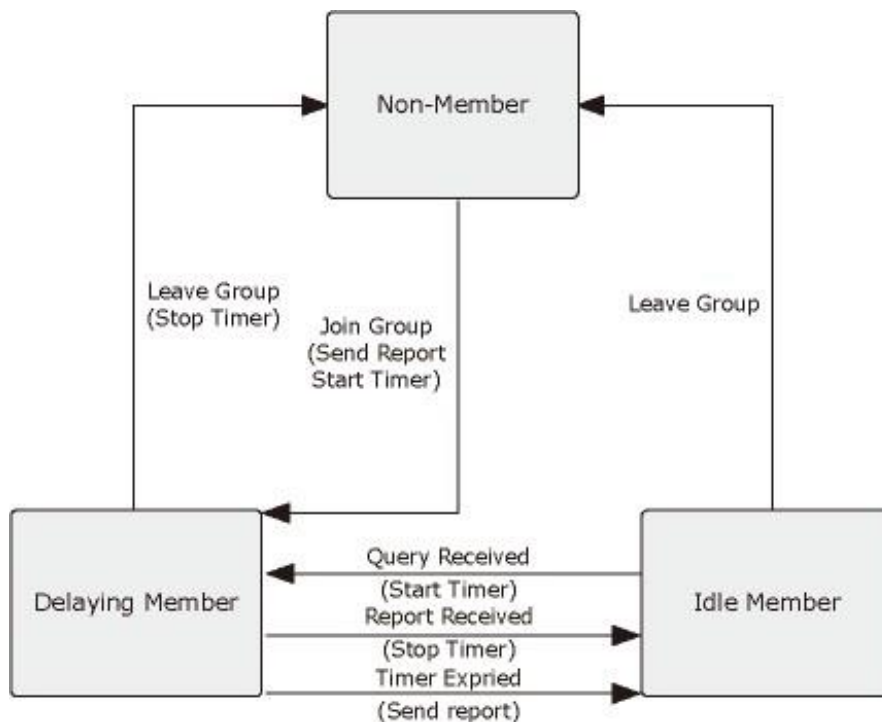 Non-Member
Leave Group
(Stop Timer)
Join Group
(Send Report
Start Timer)
Leave Group
Delaying Member
Query Received
(Start Timer)
Report Received
(Stop Timer)
Timer Expried
(Send report)
Idle Member